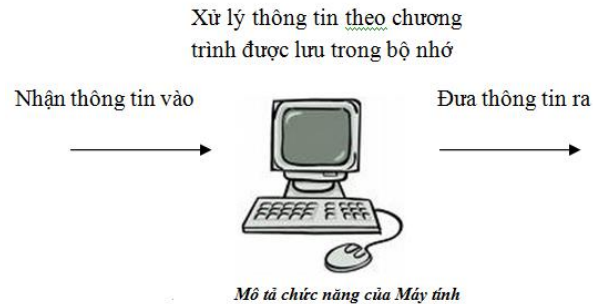 Xử lý thông tin theo chương
trình được lưu trong bộ nhớ
Nhận thông tin vào
Đưa thông tin ra
Mô tả chức năng của Máy tính